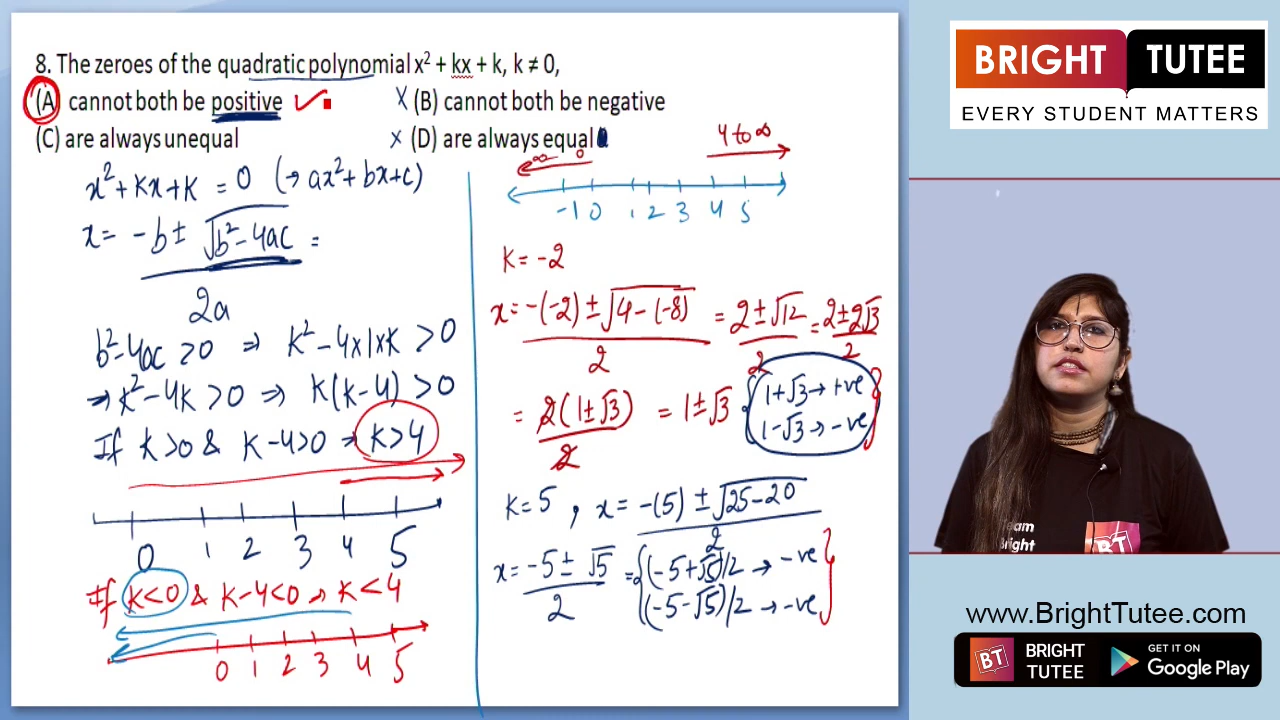 8. The zeroes of the quadratic polynomial x² + kx + k, k ≠ 0,
(A) cannot both be positive ✓ X (B) cannot both be negative
(C) are always unequal x (D) are always equal
x² + kx + k = 0 (→ ax² + bx + c)
x = -b ± √b² - 4ac =
2a
b² - 4ac > 0 ⇒ k² - 4x1xk > 0
⇒ k² - 4k > 0 ⇒ k(k-4) > 0
If k>0 & k-4>0 → k>4
0 1 2 3 4 5
If k<0 & k-4<0 → k<4
0 1 2 3 4 5
∞ 0 4 to ∞
-1 0 1 2 3 4 5
k = -2
x = -(-2) ± √4 - (-8) = 2 ± √12 = 2 ± 2√3
2 2 2
= 2(1 ± √3) = 1 ± √3
2
1+√3 → +ve
1-√3 → -ve
k = 5, x = -(5) ± √25 - 20
2
x = -5 ± √5 = (-5+√5)/2 → -ve
2 (-5-√5)/2 → -ve
BRIGHT TUTEE
EVERY STUDENT MATTERS
Team
Bright
BT
BRIGHT
www.BrightTutee.com
BT BRIGHT TUTEE
GET IT ON
Google Play